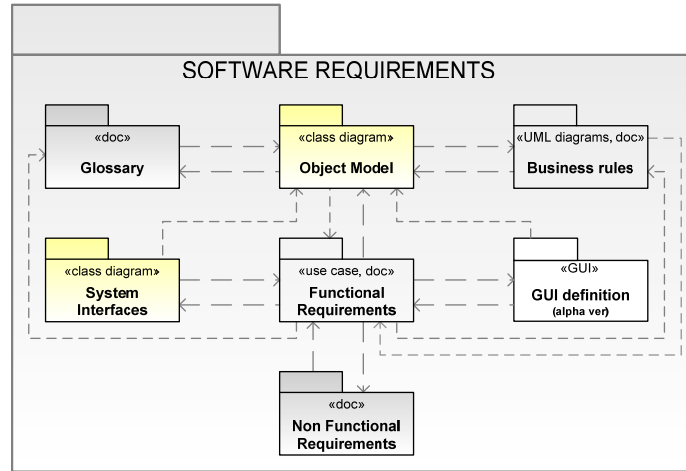 SOFTWARE REQUIREMENTS
«doc»
Glossary
«class diagram»
Object Model
«UML diagrams, doc»
Business rules
«class diagram»
System
Interfaces
«use case, doc»
Functional
Requirements
«GUI»
GUI definition
(alpha ver)
«doc»
Non Functional
Requirements